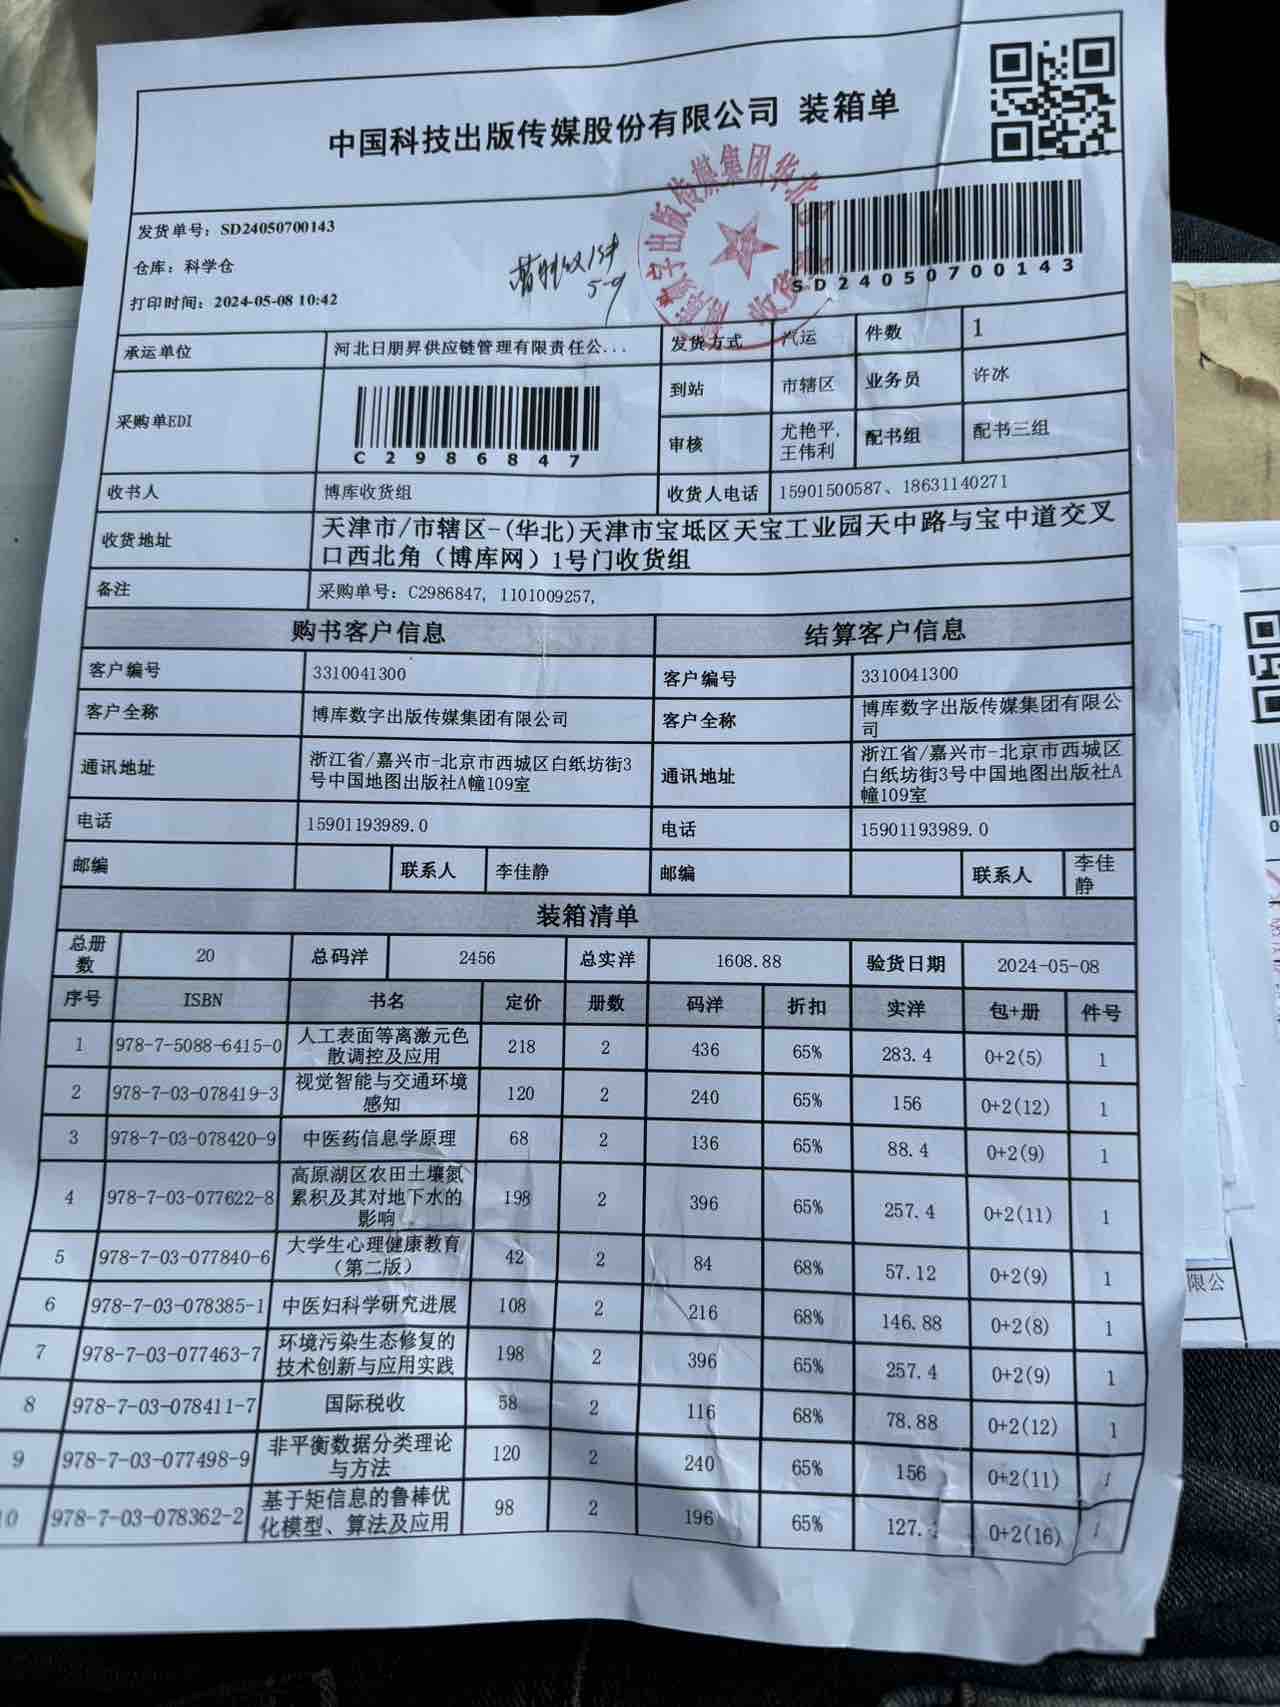 中国科技出版传媒股份有限公司 装箱单
发货单号：SD24050700143
仓库：科学仓
打印时间：2024-05-08 10:42
SD24050700143
承运单位 河北日朋昇供应链管理有限责任公... 发货方式 汽运 件数 1
采购单EDI C2986847 到站 市辖区 业务员 许冰
审核 尤艳平,王伟利 配书组 配书三组
收书人 博库收货组 收货人电话 15901500587、18631140271
收货地址 天津市/市辖区-(华北)天津市宝坻区天宝工业园天中路与宝中道交叉
口西北角（博库网）1号门收货组
备注 采购单号：C2986847, 1101009257,
购书客户信息 结算客户信息
客户编号 3310041300 客户编号 3310041300
客户全称 博库数字出版传媒集团有限公司 客户全称 博库数字出版传媒集团有限公司
通讯地址 浙江省/嘉兴市-北京市西城区白纸坊街3号中国地图出版社A幢109室 通讯地址 浙江省/嘉兴市-北京市西城区白纸坊街3号中国地图出版社A幢109室
电话 15901193989.0 电话 15901193989.0
邮编 联系人 李佳静 邮编 联系人 李佳静
装箱清单
总册数 20 总码洋 2456 总实洋 1608.88 验货日期 2024-05-08
序号 ISBN 书名 定价 册数 码洋 折扣 实洋 包+册 件号
1 978-7-5088-6415-0 人工表面等离激元色散调控及应用 218 2 436 65% 283.4 0+2(5) 1
2 978-7-03-078419-3 视觉智能与交通环境感知 120 2 240 65% 156 0+2(12) 1
3 978-7-03-078420-9 中医药信息学原理 68 2 136 65% 88.4 0+2(9) 1
4 978-7-03-077622-8 高原湖区农田土壤氮累积及其对地下水的影响 198 2 396 65% 257.4 0+2(11) 1
5 978-7-03-077840-6 大学生心理健康教育（第二版） 42 2 84 68% 57.12 0+2(9) 1
6 978-7-03-078385-1 中医妇科学研究进展 108 2 216 68% 146.88 0+2(8) 1
7 978-7-03-077463-7 环境污染生态修复的技术创新与应用实践 198 2 396 65% 257.4 0+2(9) 1
8 978-7-03-078411-7 国际税收 58 2 116 68% 78.88 0+2(12) 1
9 978-7-03-077498-9 非平衡数据分类理论与方法 120 2 240 65% 156 0+2(11) 1
10 978-7-03-078362-2 基于矩信息的鲁棒优化模型、算法及应用 98 2 196 65% 127. 0+2(16) 1
限公